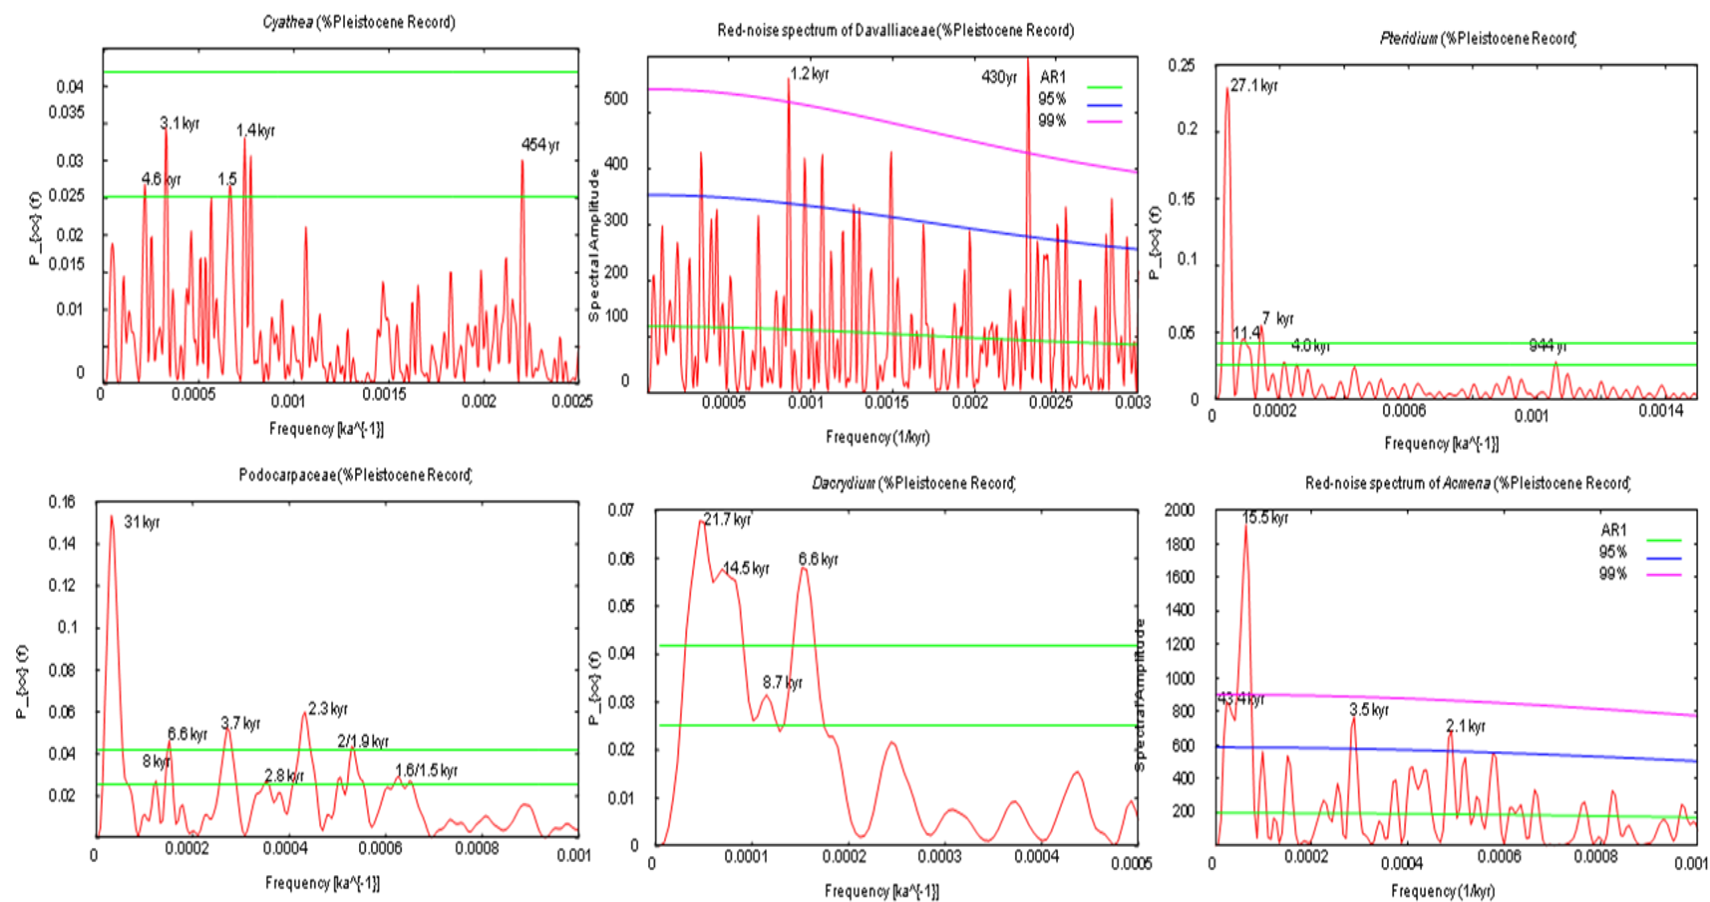 Cyathea (%Pleistocene Record)
0.04
0.035
0.03
0.025
0.02
0.015
0.01
0
P_{xx} (f)
3.1 kyr
1.4 kyr
454 yr
4.6 kyr
1.5
0
0.0005
0.001
0.0015
0.002
0.0025
Frequency [ka^{-1}]
Red-noise spectrum of Davalliaceae(%Pleistocene Record)
500
400
300
200
100
0
Spectral Amplitude
1.2 kyr
430yr
AR1
95%
99%
0.0005
0.001
0.0015
0.002
0.0025
0.003
Frequency (1/kyr)
Pteridium (%Pleistocene Record)
0.25
0.2
0.15
0.1
0.05
0
P_{xx} (f)
27.1 kyr
11.4
7 kyr
4.0 kyr
944 yr
0
0.0002
0.0006
0.001
0.0014
Frequency [ka^{-1}]
Podocarpaceae(%Pleistocene Record)
0.16
0.14
0.12
0.1
0.08
0.06
0.04
0.02
P_{xx} (f)
31 kyr
8 kyr
6.6 kyr
3.7 kyr
2.8 kyr
2.3 kyr
2/1.9 kyr
1.6/1.5 kyr
0
0.0002
0.0004
0.0006
0.0008
0.001
Frequency [ka^{-1}]
Dacrydium (%Pleistocene Record)
0.07
0.06
0.05
0.04
0.03
0.02
0.01
0
P_{xx} (f)
21.7 kyr
14.5 kyr
6.6 kyr
8.7 kyr
0
0.0001
0.0002
0.0003
0.0004
0.0005
Frequency [ka^{-1}]
Red-noise spectrum of Acmena (%Pleistocene Record)
2000
1800
1600
1400
1200
1000
800
600
400
200
Spectral Amplitude
15.5 kyr
43.4 kyr
3.5 kyr
2.1 kyr
AR1
95%
99%
0
0.0002
0.0004
0.0006
0.0008
0.001
Frequency (1/kyr)